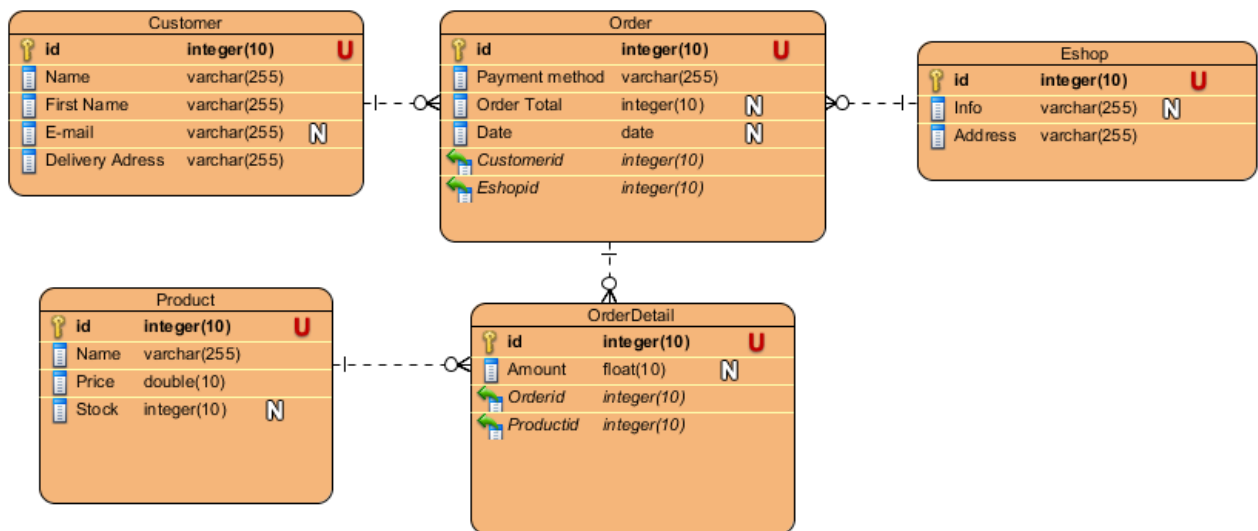 Customer
id integer(10) U
Name varchar(255)
First Name varchar(255)
E-mail varchar(255) N
Delivery Adress varchar(255)
Order
id integer(10) U
Payment method varchar(255)
Order Total integer(10) N
Date date N
Customerid integer(10)
Eshopid integer(10)
Eshop
id integer(10) U
Info varchar(255) N
Address varchar(255)
Product
id integer(10) U
Name varchar(255)
Price double(10)
Stock integer(10) N
OrderDetail
id integer(10) U
Amount float(10) N
Orderid integer(10)
Productid integer(10)